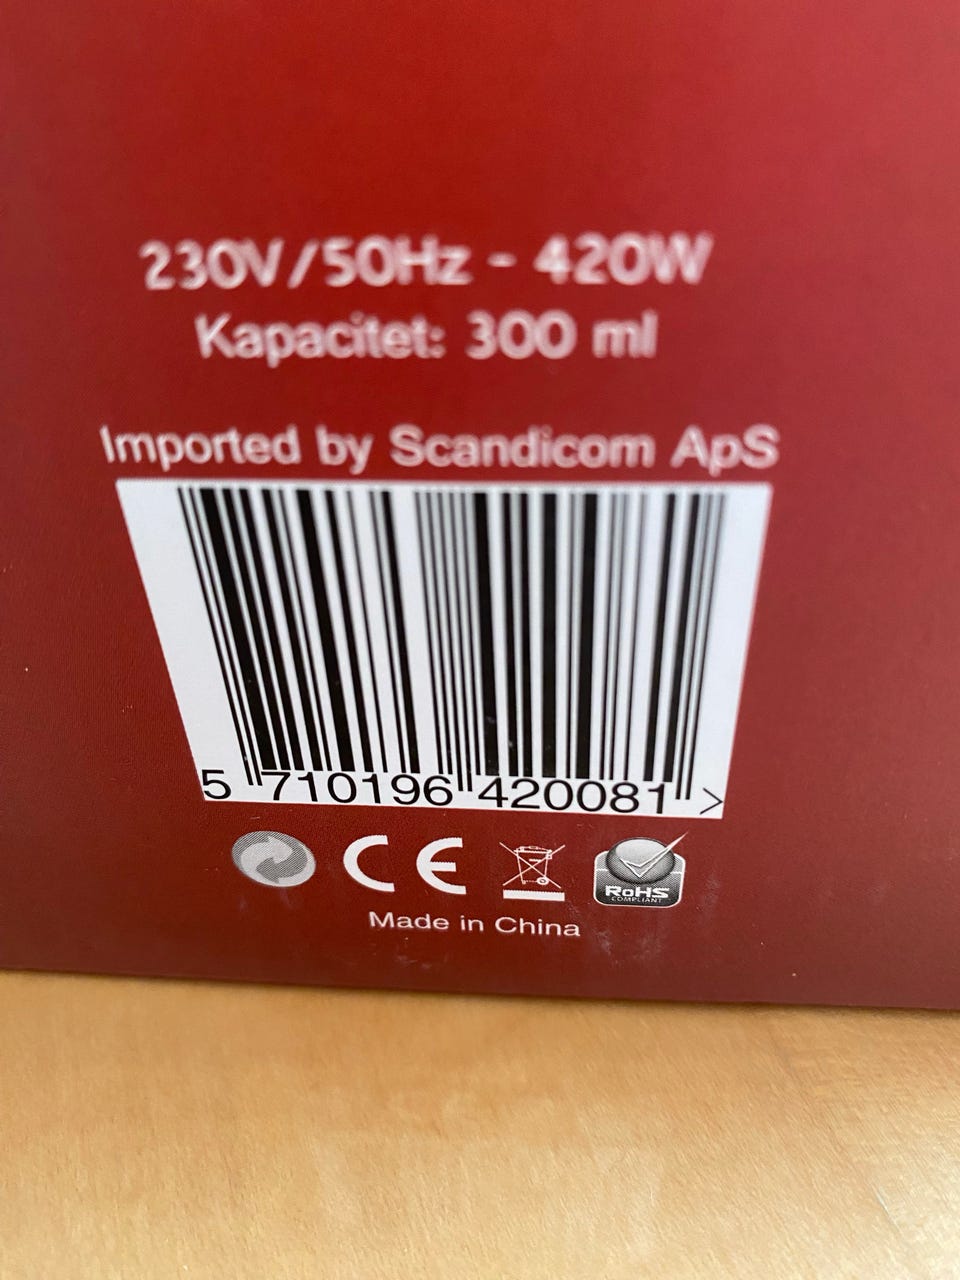 230V/50Hz - 420W
Kapacitet: 300 ml
Imported by Scandicom ApS
5 710196 420081 >
CE
RoHS
COMPLIANT
Made in China